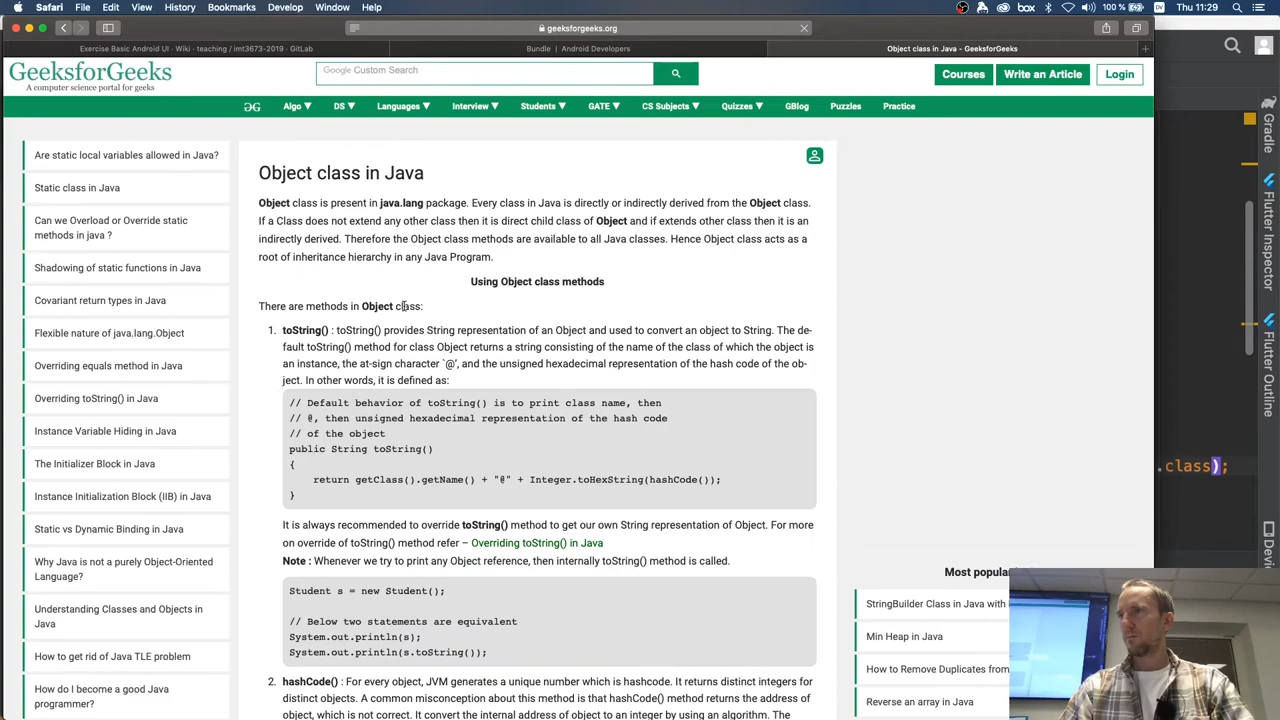 Safari File Edit View History Bookmarks Develop Window Help
11:54 PM
geeksforgeeks.org
Exercise Basic Android UI · Wiki · teaching / imt3673-2019 · GitLab
Bundle | Android Developers
Object class in Java - GeeksforGeeks
GeeksforGeeks
A computer science portal for geeks
Google Custom Search
Courses
Write an Article
Login
Algo ▼ DS ▼ Languages ▼ Interview ▼ Students ▼ GATE ▼ CS Subjects ▼ Quizzes ▼ GBlog Puzzles Practice
Are static local variables allowed in Java?
Static class in Java
Can we Overload or Override static
methods in java ?
Shadowing of static functions in Java
Covariant return types in Java
Flexible nature of java.lang.Object
Overriding equals method in Java
Overriding toString() in Java
Instance Variable Hiding in Java
The Initializer Block in Java
Instance Initialization Block (IIB) in Java
Static vs Dynamic Binding in Java
Why Java is not a purely Object-Oriented
Language?
Understanding Classes and Objects in
Java
How to get rid of Java TLE problem
How do I become a good Java
programmer?
Object class in Java
Object class is present in java.lang package. Every class in Java is directly or indirectly derived from the Object class.
If a Class does not extend any other class then it is direct child class of Object and if extends other class then it is an
indirectly derived. Therefore the Object class methods are available to all Java classes. Hence Object class acts as a
root of inheritance hierarchy in any Java Program.
Using Object class methods
There are methods in Object class:
1. toString() : toString() provides String representation of an Object and used to convert an object to String. The de-
fault toString() method for class Object returns a string consisting of the name of the class of which the object is
an instance, the at-sign character `@', and the unsigned hexadecimal representation of the hash code of the ob-
ject. In other words, it is defined as:
// Default behavior of toString() is to print class name, then
// @, then unsigned hexadecimal representation of the hash code
// of the object
public String toString()
{
return getClass().getName() + "@" + Integer.toHexString(hashCode());
}
It is always recommended to override toString() method to get our own String representation of Object. For more
on override of toString() method refer – Overriding toString() in Java
Note : Whenever we try to print any Object reference, then internally toString() method is called.
Student s = new Student();
// Below two statements are equivalent
System.out.println(s);
System.out.println(s.toString());
2. hashCode() : For every object, JVM generates a unique number which is hashcode. It returns distinct integers for
distinct objects. A common misconception about this method is that hashCode() method returns the address of
object, which is not correct. It convert the internal address of object to an integer by using an algorithm. The
Most popula
StringBuilder Class in Java with
Min Heap in Java
How to Remove Duplicates from
Reverse an array in Java
.class);
Gradle
Flutter Inspector
Flutter Outline
Devi